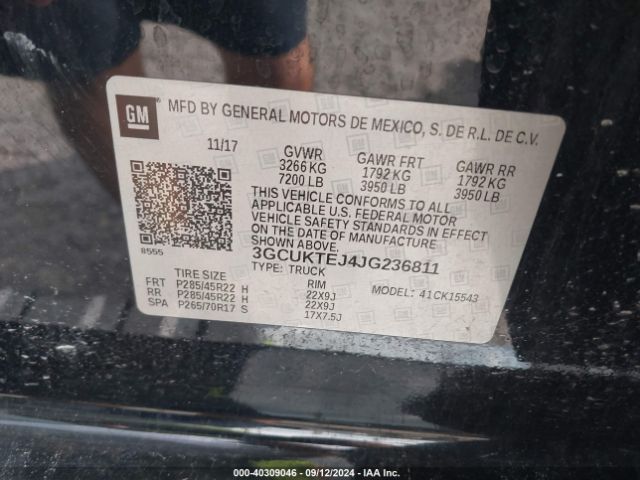 GM
MFD BY GENERAL MOTORS DE MEXICO, S. DE R.L. DE C.V.
11/17 GVWR GAWR FRT GAWR RR
3266 KG 1792 KG 1792 KG
7200 LB 3950 LB 3950 LB
THIS VEHICLE CONFORMS TO ALL
APPLICABLE U.S. FEDERAL MOTOR
VEHICLE SAFETY STANDARDS IN EFFECT
ON THE DATE OF MANUFACTURE
SHOWN ABOVE.
8555
3GCUKTEJ4JG236811
TYPE: TRUCK
TIRE SIZE RIM MODEL: 41CK15543
FRT P285/45R22 H 22X9J
RR P285/45R22 H 22X9J
SPA P265/70R17 S 17X7.5J
© COPYRIGHT - 40309046 - 09/12/2024 - IAA Inc.